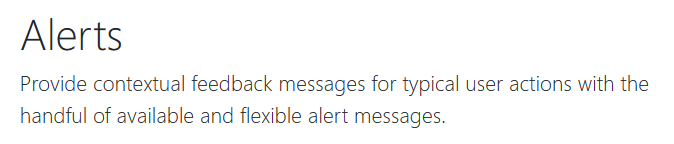 Alerts
Provide contextual feedback messages for typical user actions with the
handful of available and flexible alert messages.